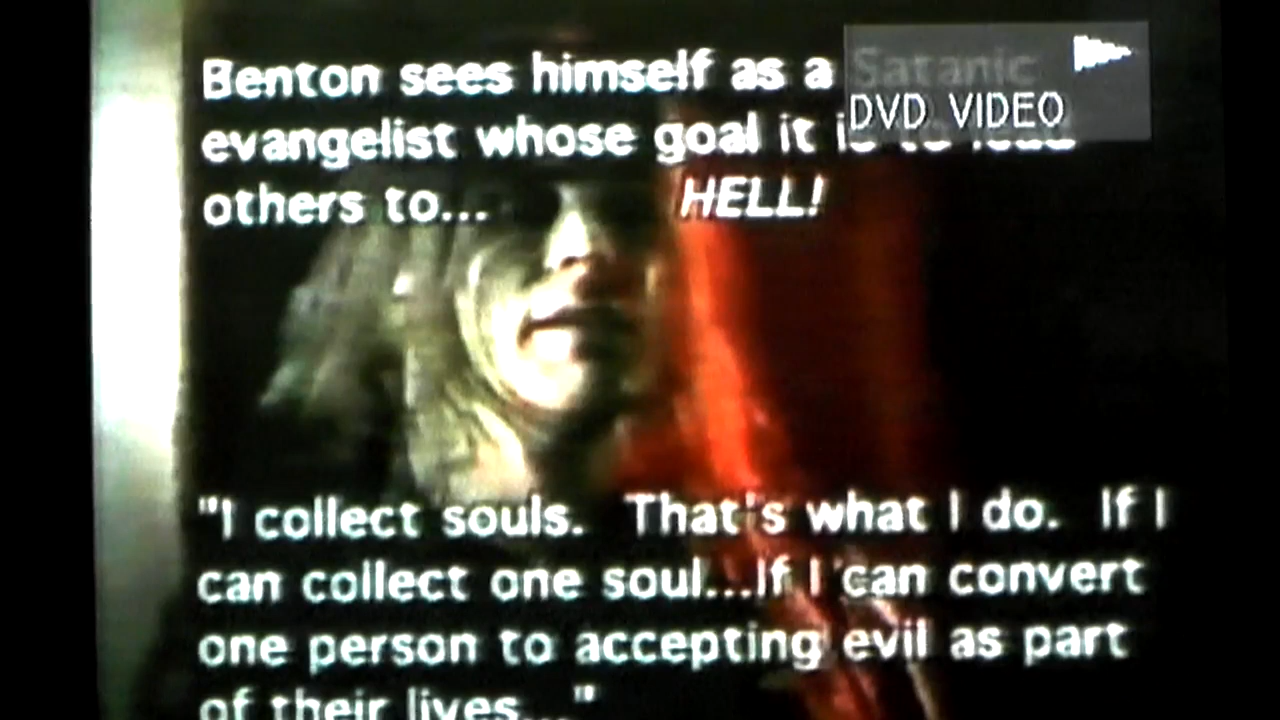 Benton sees himself as a Satanic
DVD VIDEO
evangelist whose goal it is to lead
others to... HELL!
"I collect souls. That's what I do. If I
can collect one soul...If I can convert
one person to accepting evil as part
of their lives..."